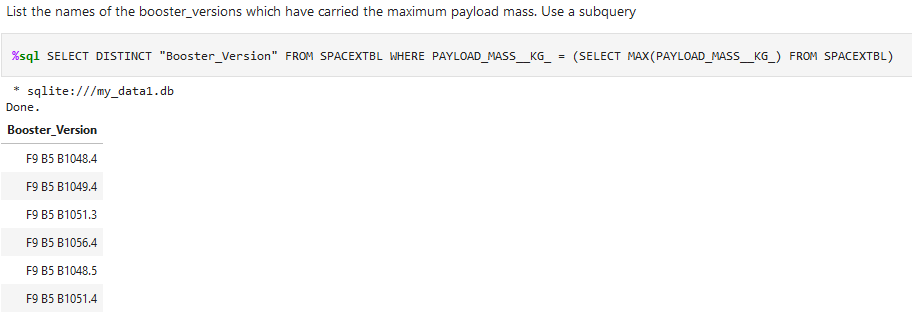 List the names of the booster_versions which have carried the maximum payload mass. Use a subquery
%sql SELECT DISTINCT "Booster_Version" FROM SPACEXTBL WHERE PAYLOAD_MASS__KG_ = (SELECT MAX(PAYLOAD_MASS__KG_) FROM SPACEXTBL)
* sqlite:///my_data1.db
Done.
Booster_Version
F9 B5 B1048.4
F9 B5 B1049.4
F9 B5 B1051.3
F9 B5 B1056.4
F9 B5 B1048.5
F9 B5 B1051.4